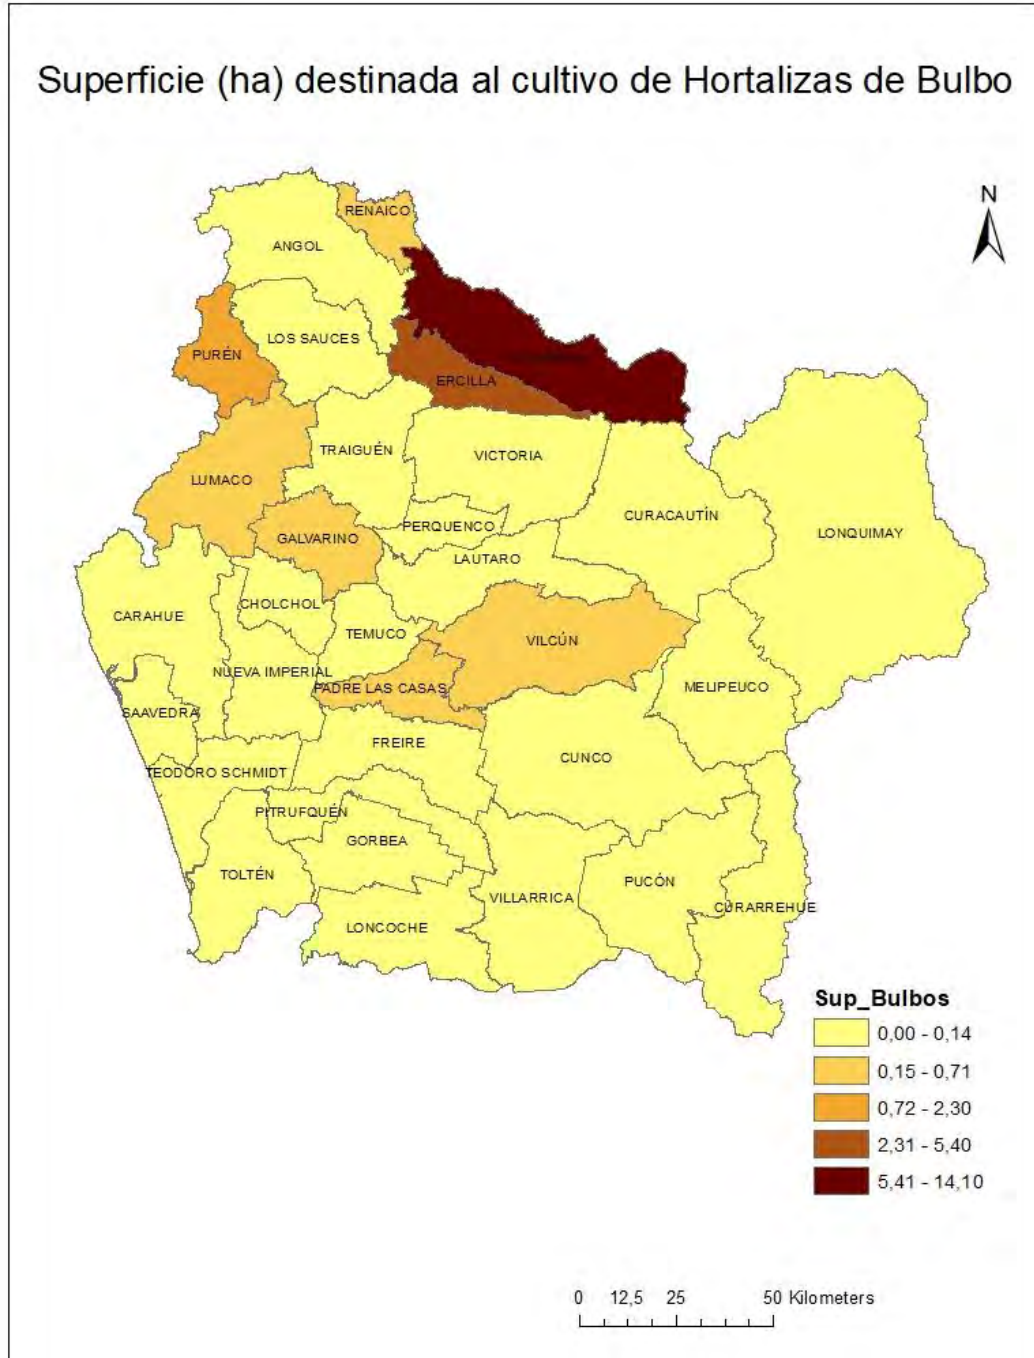 Superficie (ha) destinada al cultivo de Hortalizas de Bulbo
N
RENAICO
ANGOL
LOS SAUCES
PURÉN
ERCILLA
TRAIGUÉN
VICTORIA
LUMACO
CURACAUTÍN
PERQUENCO
LONQUIMAY
GALVARINO
LAUTARO
CHOLCHOL
CARAHUE
TEMUCO
VILCÚN
NUEVA IMPERIAL
PADRE LAS CASAS
MELIPEUCO
SAAVEDRA
FREIRE
CUNCO
TEODORO SCHMIDT
PITRUFQUÉN
GORBEA
TOLTÉN
PUCÓN
VILLARRICA
CURARREHUE
LONCOCHE
Sup_Bulbos
0,00 - 0,14
0,15 - 0,71
0,72 - 2,30
2,31 - 5,40
5,41 - 14,10
0 12,5 25 50 Kilometers